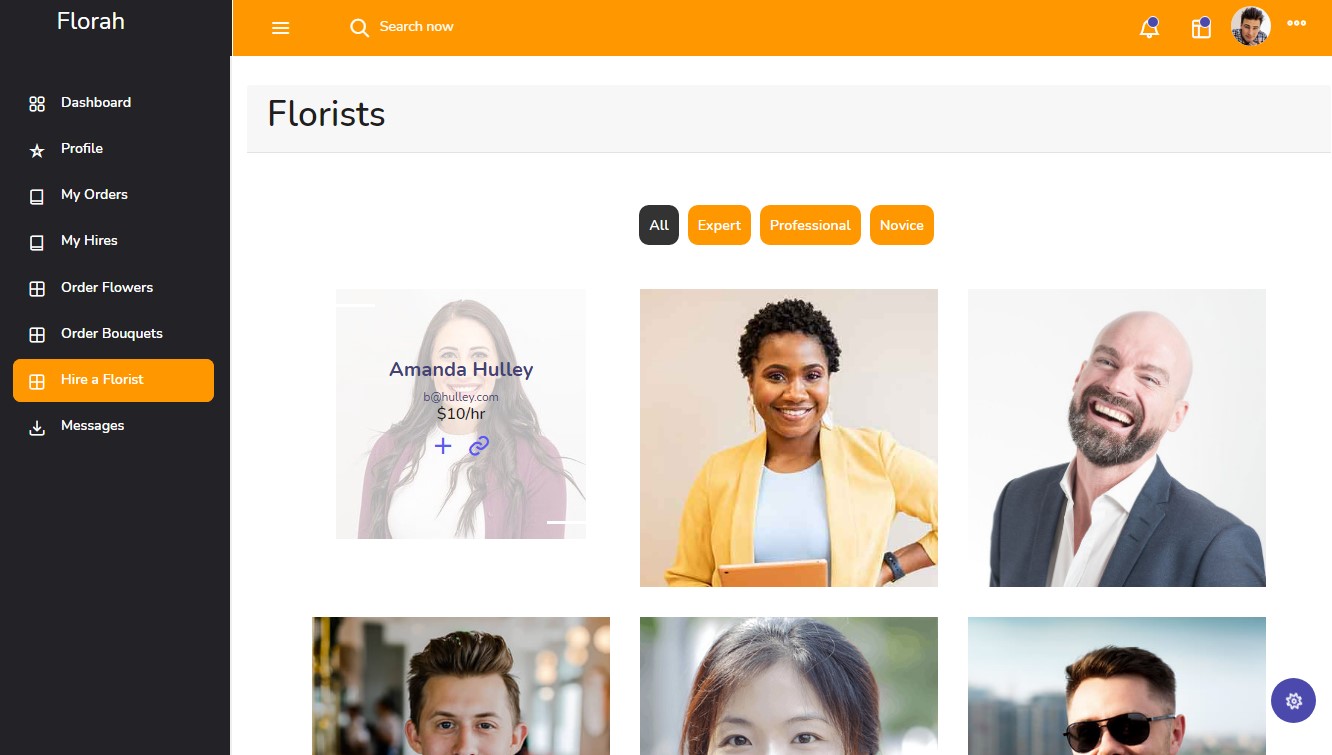 Florah
Search now
Dashboard
Profile
My Orders
My Hires
Order Flowers
Order Bouquets
Hire a Florist
Messages
Florists
All
Expert
Professional
Novice
Amanda Hulley
b@hulley.com
$10/hr